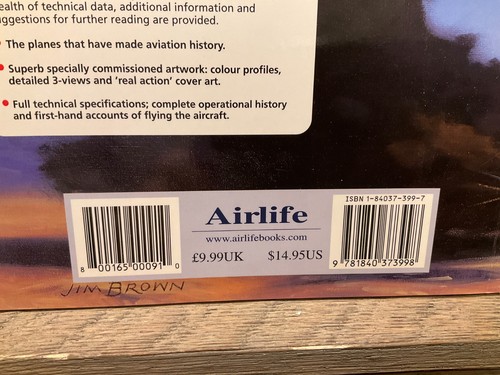 ealth of technical data, additional information and
ggestions for further reading are provided.
The planes that have made aviation history.
• Superb specially commissioned artwork: colour profiles,
detailed 3-views and ‘real action’ cover art.
• Full technical specifications; complete operational history
and first-hand accounts of flying the aircraft.
Airlife
www.airlifebooks.com
£9.99UK $14.95US
8 00165 00091 0
ISBN 1-84037-399-7
9 781840 373998
JIM BROWN